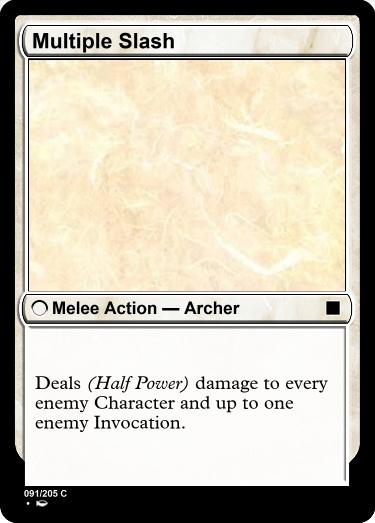 Multiple Slash
Melee Action — Archer
Deals (Half Power) damage to every
enemy Character and up to one
enemy Invocation.
091/205 C